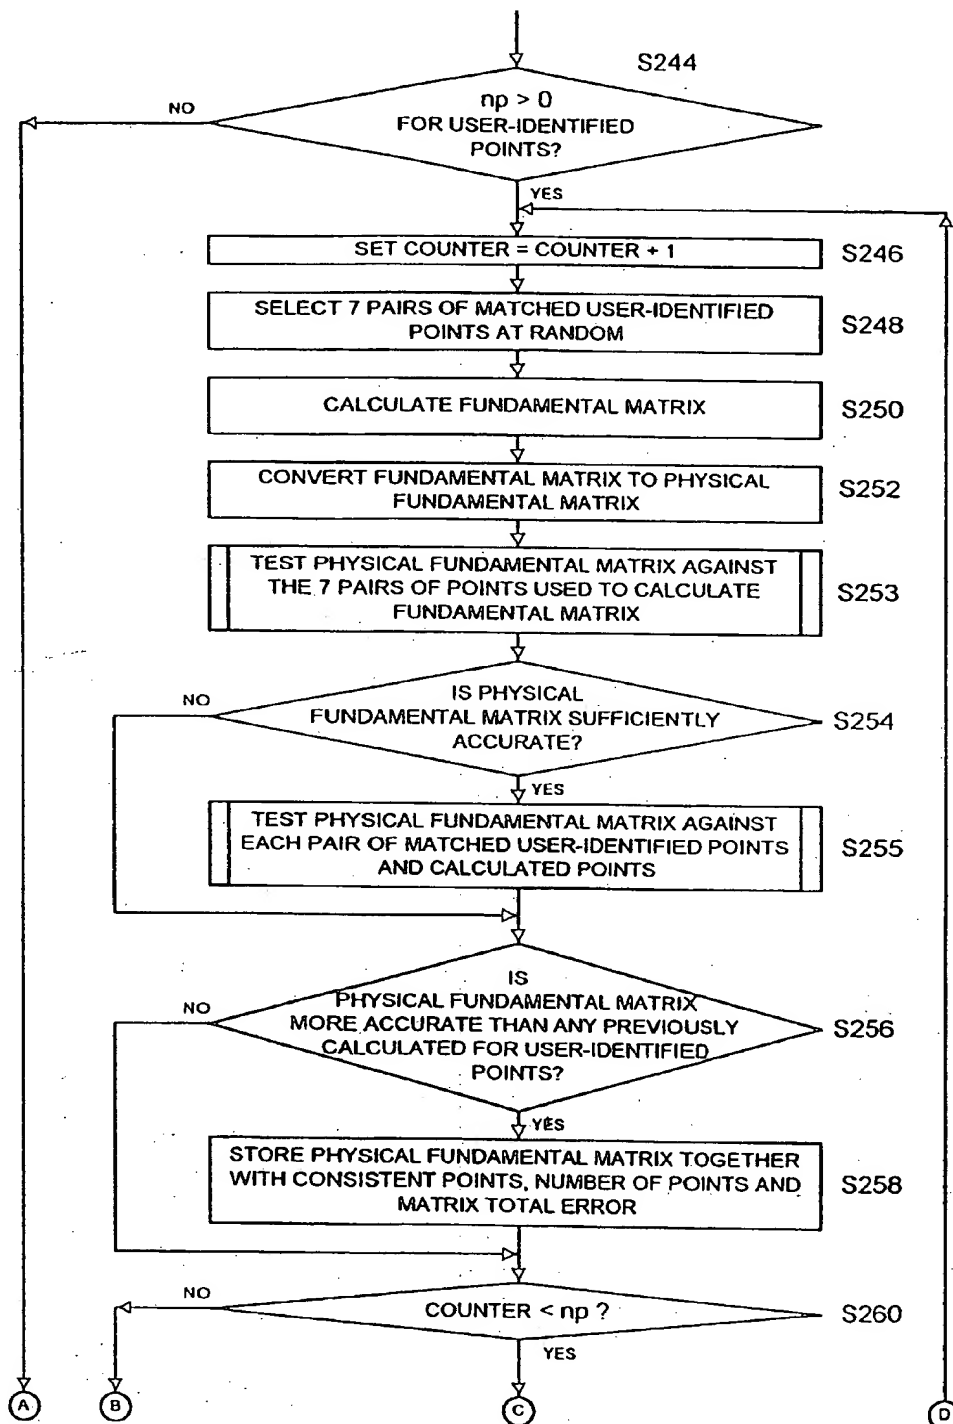 S244
np > 0
FOR USER-IDENTIFIED
POINTS?
NO
YES
SET COUNTER = COUNTER + 1
S246
SELECT 7 PAIRS OF MATCHED USER-IDENTIFIED
POINTS AT RANDOM
S248
CALCULATE FUNDAMENTAL MATRIX
S250
CONVERT FUNDAMENTAL MATRIX TO PHYSICAL
FUNDAMENTAL MATRIX
S252
TEST PHYSICAL FUNDAMENTAL MATRIX AGAINST
THE 7 PAIRS OF POINTS USED TO CALCULATE
FUNDAMENTAL MATRIX
S253
IS PHYSICAL
FUNDAMENTAL MATRIX SUFFICIENTLY
ACCURATE?
NO
S254
YES
TEST PHYSICAL FUNDAMENTAL MATRIX AGAINST
EACH PAIR OF MATCHED USER-IDENTIFIED POINTS
AND CALCULATED POINTS
S255
IS
PHYSICAL FUNDAMENTAL MATRIX
MORE ACCURATE THAN ANY PREVIOUSLY
CALCULATED FOR USER-IDENTIFIED
POINTS?
NO
S256
YES
STORE PHYSICAL FUNDAMENTAL MATRIX TOGETHER
WITH CONSISTENT POINTS, NUMBER OF POINTS AND
MATRIX TOTAL ERROR
S258
NO
COUNTER < np ?
S260
YES
A
B
C
D